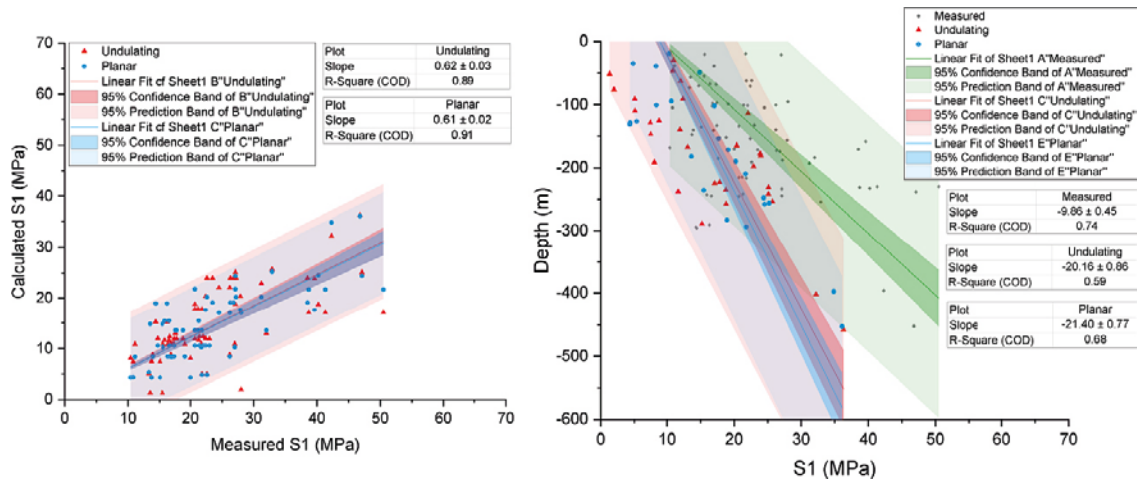 Undulating
Planar
Linear Fit of Sheet1 B"Undulating"
95% Confidence Band of B"Undulating"
95% Prediction Band of B"Undulating"
Linear Fit of Sheet1 C"Planar"
95% Confidence Band of C"Planar"
95% Prediction Band of C"Planar"
Plot Undulating
Slope 0.62 ± 0.03
R-Square (COD) 0.89
Plot Planar
Slope 0.61 ± 0.02
R-Square (COD) 0.91
Calculated S1 (MPa)
70
60
50
40
30
20
10
0
0 10 20 30 40 50 60 70
Measured S1 (MPa)
Measured
Undulating
Planar
Linear Fit of Sheet1 A"Measured"
95% Confidence Band of A"Measured"
95% Prediction Band of A"Measured"
Linear Fit of Sheet1 C"Undulating"
95% Confidence Band of C"Undulating"
95% Prediction Band of C"Undulating"
Linear Fit of Sheet1 E"Planar"
95% Confidence Band of E"Planar"
95% Prediction Band of E"Planar"
Plot Measured
Slope -9.86 ± 0.45
R-Square (COD) 0.74
Plot Undulating
Slope -20.16 ± 0.86
R-Square (COD) 0.59
Plot Planar
Slope -21.40 ± 0.77
R-Square (COD) 0.68
Depth (m)
0
-100
-200
-300
-400
-500
-600
0 10 20 30 40 50 60 70
S1 (MPa)